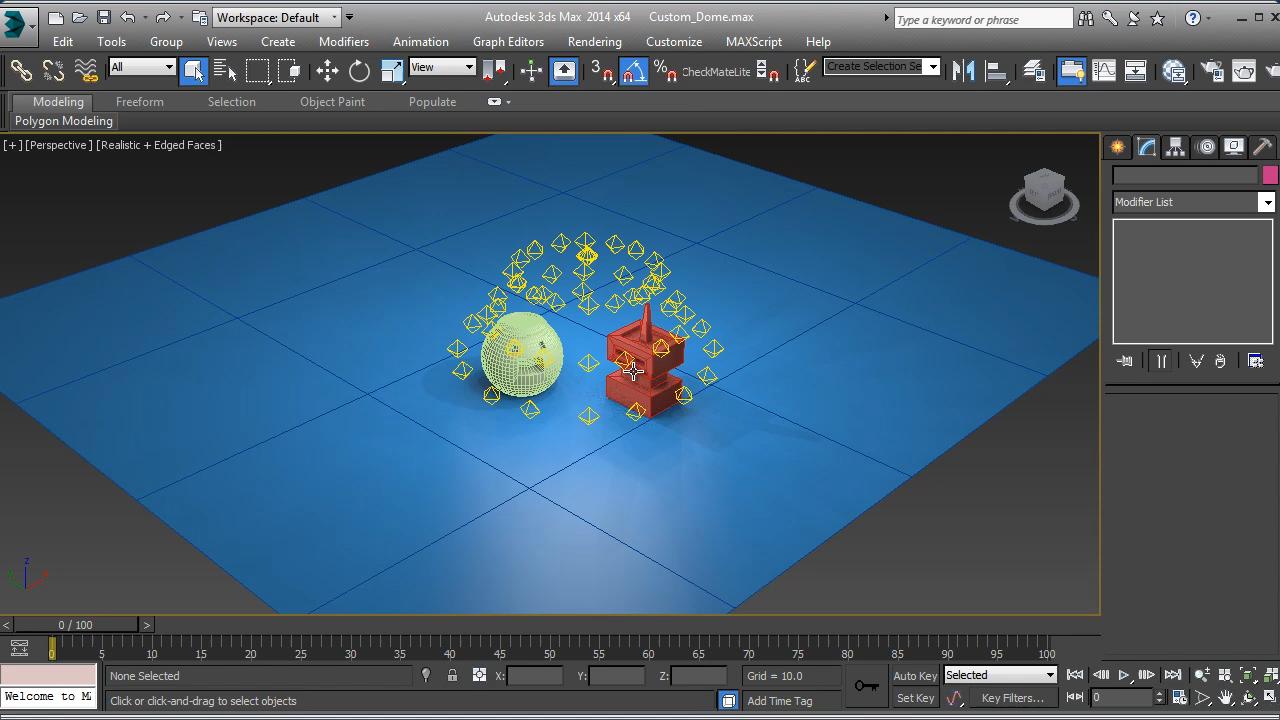 Workspace: Default
Autodesk 3ds Max 2014 x64 Custom_Dome.max
Type a keyword or phrase
Edit Tools Group Views Create Modifiers Animation Graph Editors Rendering Customize MAXScript Help
All
View
3
CheckMateLite
ABC
Create Selection Se
Modeling Freeform Selection Object Paint Populate
Polygon Modeling
[+] [Perspective ] [Realistic + Edged Faces ]
Modifier List
z
0 / 100
0 5 10 15 20 25 30 35 40 45 50 55 60 65 70 75 80 85 90 95 100
None Selected X: Y: Z: Grid = 10.0 Auto Key Selected
Welcome to M
Click or click-and-drag to select objects Add Time Tag Set Key Key Filters... 0